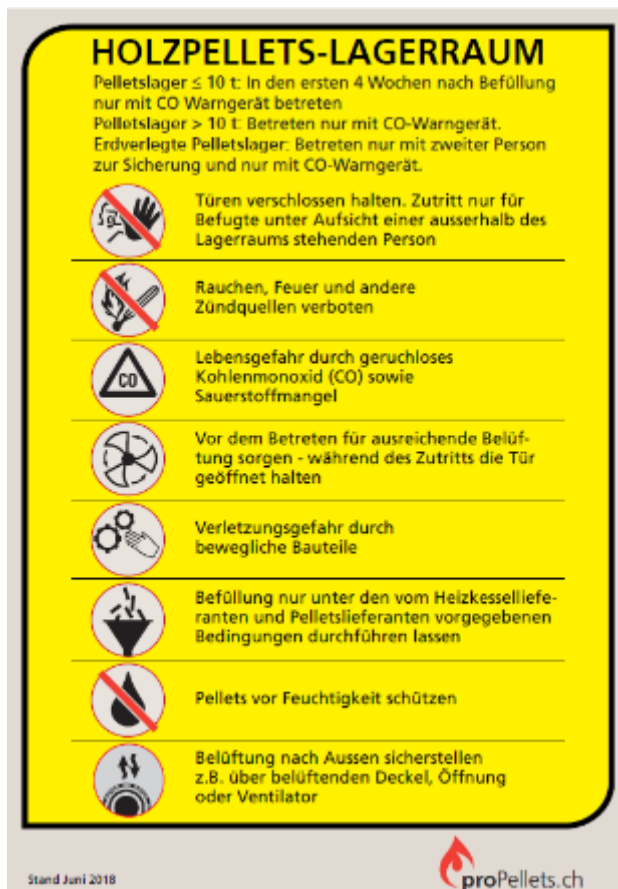 HOLZPELLETS-LAGERRAUM
Pelletslager ≤ 10 t: In den ersten 4 Wochen nach Befüllung
nur mit CO Warngerät betreten
Pelletslager > 10 t: Betreten nur mit CO-Warngerät.
Erdverlegte Pelletslager: Betreten nur mit zweiter Person
zur Sicherung und nur mit CO-Warngerät.
Türen verschlossen halten. Zutritt nur für
Befugte unter Aufsicht einer ausserhalb des
Lagerraums stehenden Person
Rauchen, Feuer und andere
Zündquellen verboten
CO
Lebensgefahr durch geruchloses
Kohlenmonoxid (CO) sowie
Sauerstoffmangel
Vor dem Betreten für ausreichende Belüf-
tung sorgen - während des Zutritts die Tür
geöffnet halten
Verletzungsgefahr durch
bewegliche Bauteile
Befüllung nur unter den vom Heizkesselliefe-
ranten und Pelletslieferanten vorgegebenen
Bedingungen durchführen lassen
Pellets vor Feuchtigkeit schützen
Belüftung nach Aussen sicherstellen
z.B. über belüftenden Deckel, Öffnung
oder Ventilator
Stand Juni 2018
proPellets.ch